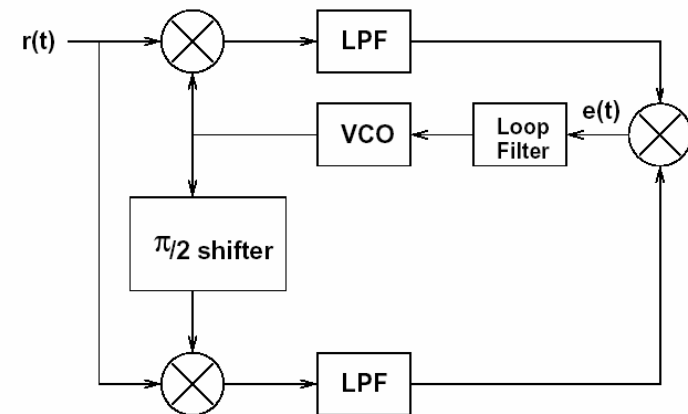 r(t)
LPF
e(t)
VCO
Loop
Filter
π/2 shifter
LPF